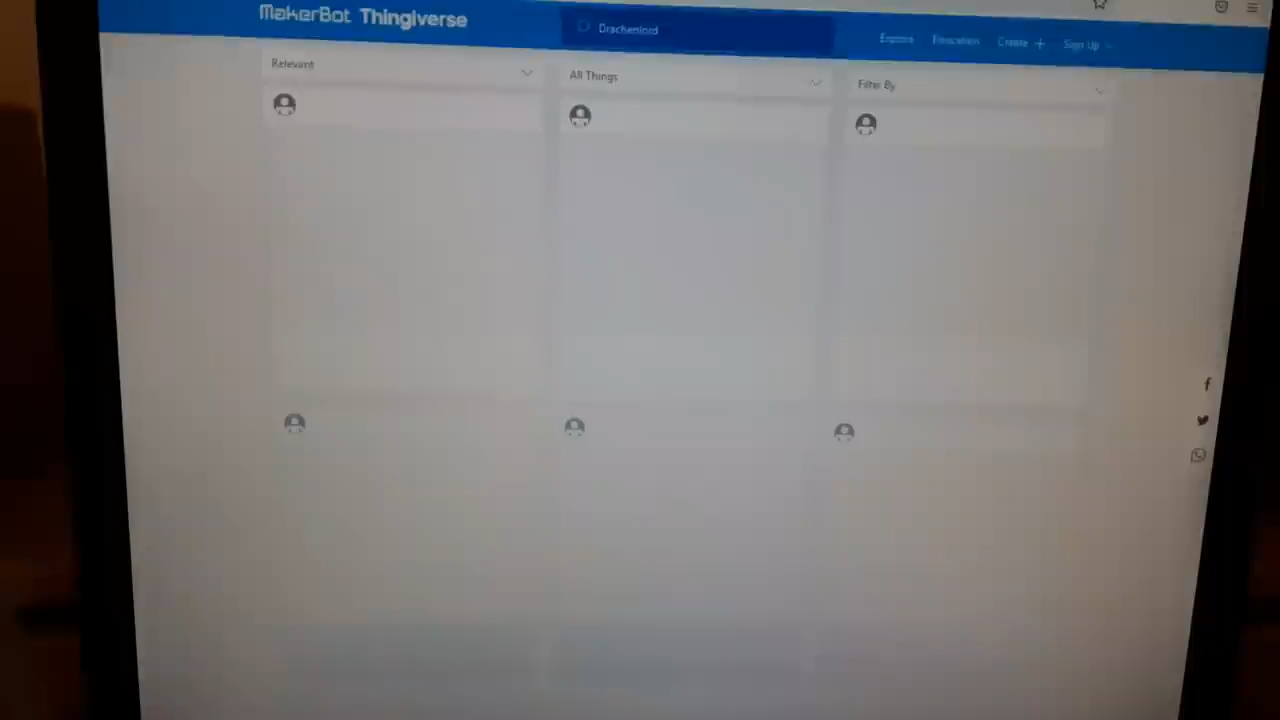 MakerBot Thingiverse
Drachenlord
Explore Education Create + Sign Up
Relevant
All Things
Filter By